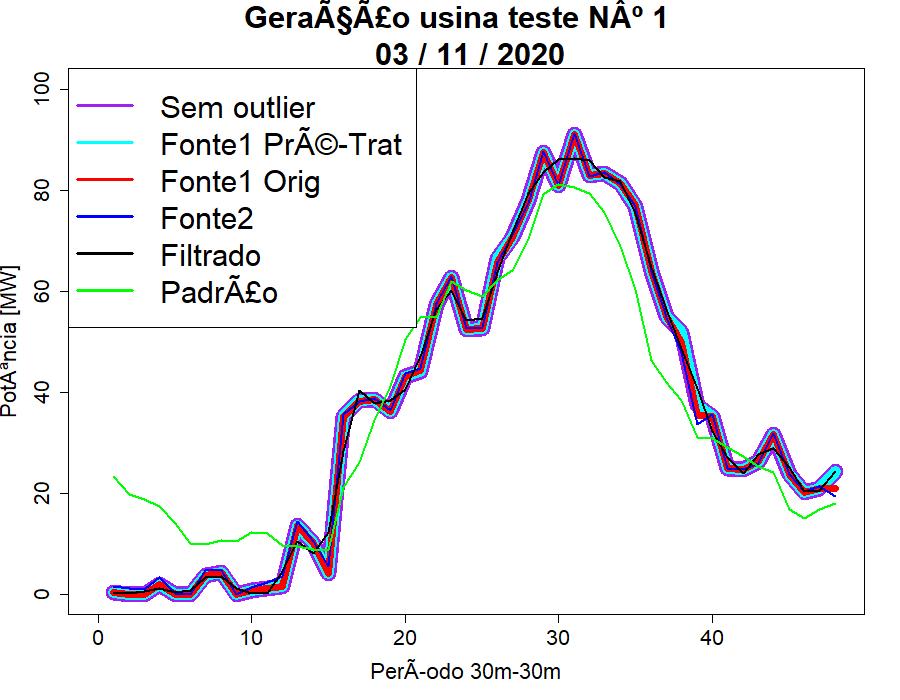 GeraÃ§Ã£o usina teste NÂº 1
03 / 11 / 2020
Sem outlier
Fonte1 PrÃ©-Trat
Fonte1 Orig
Fonte2
Filtrado
PadrÃ£o
PotÃªncia [MW]
100
80
60
40
20
0
0 10 20 30 40
PerÃ-odo 30m-30m